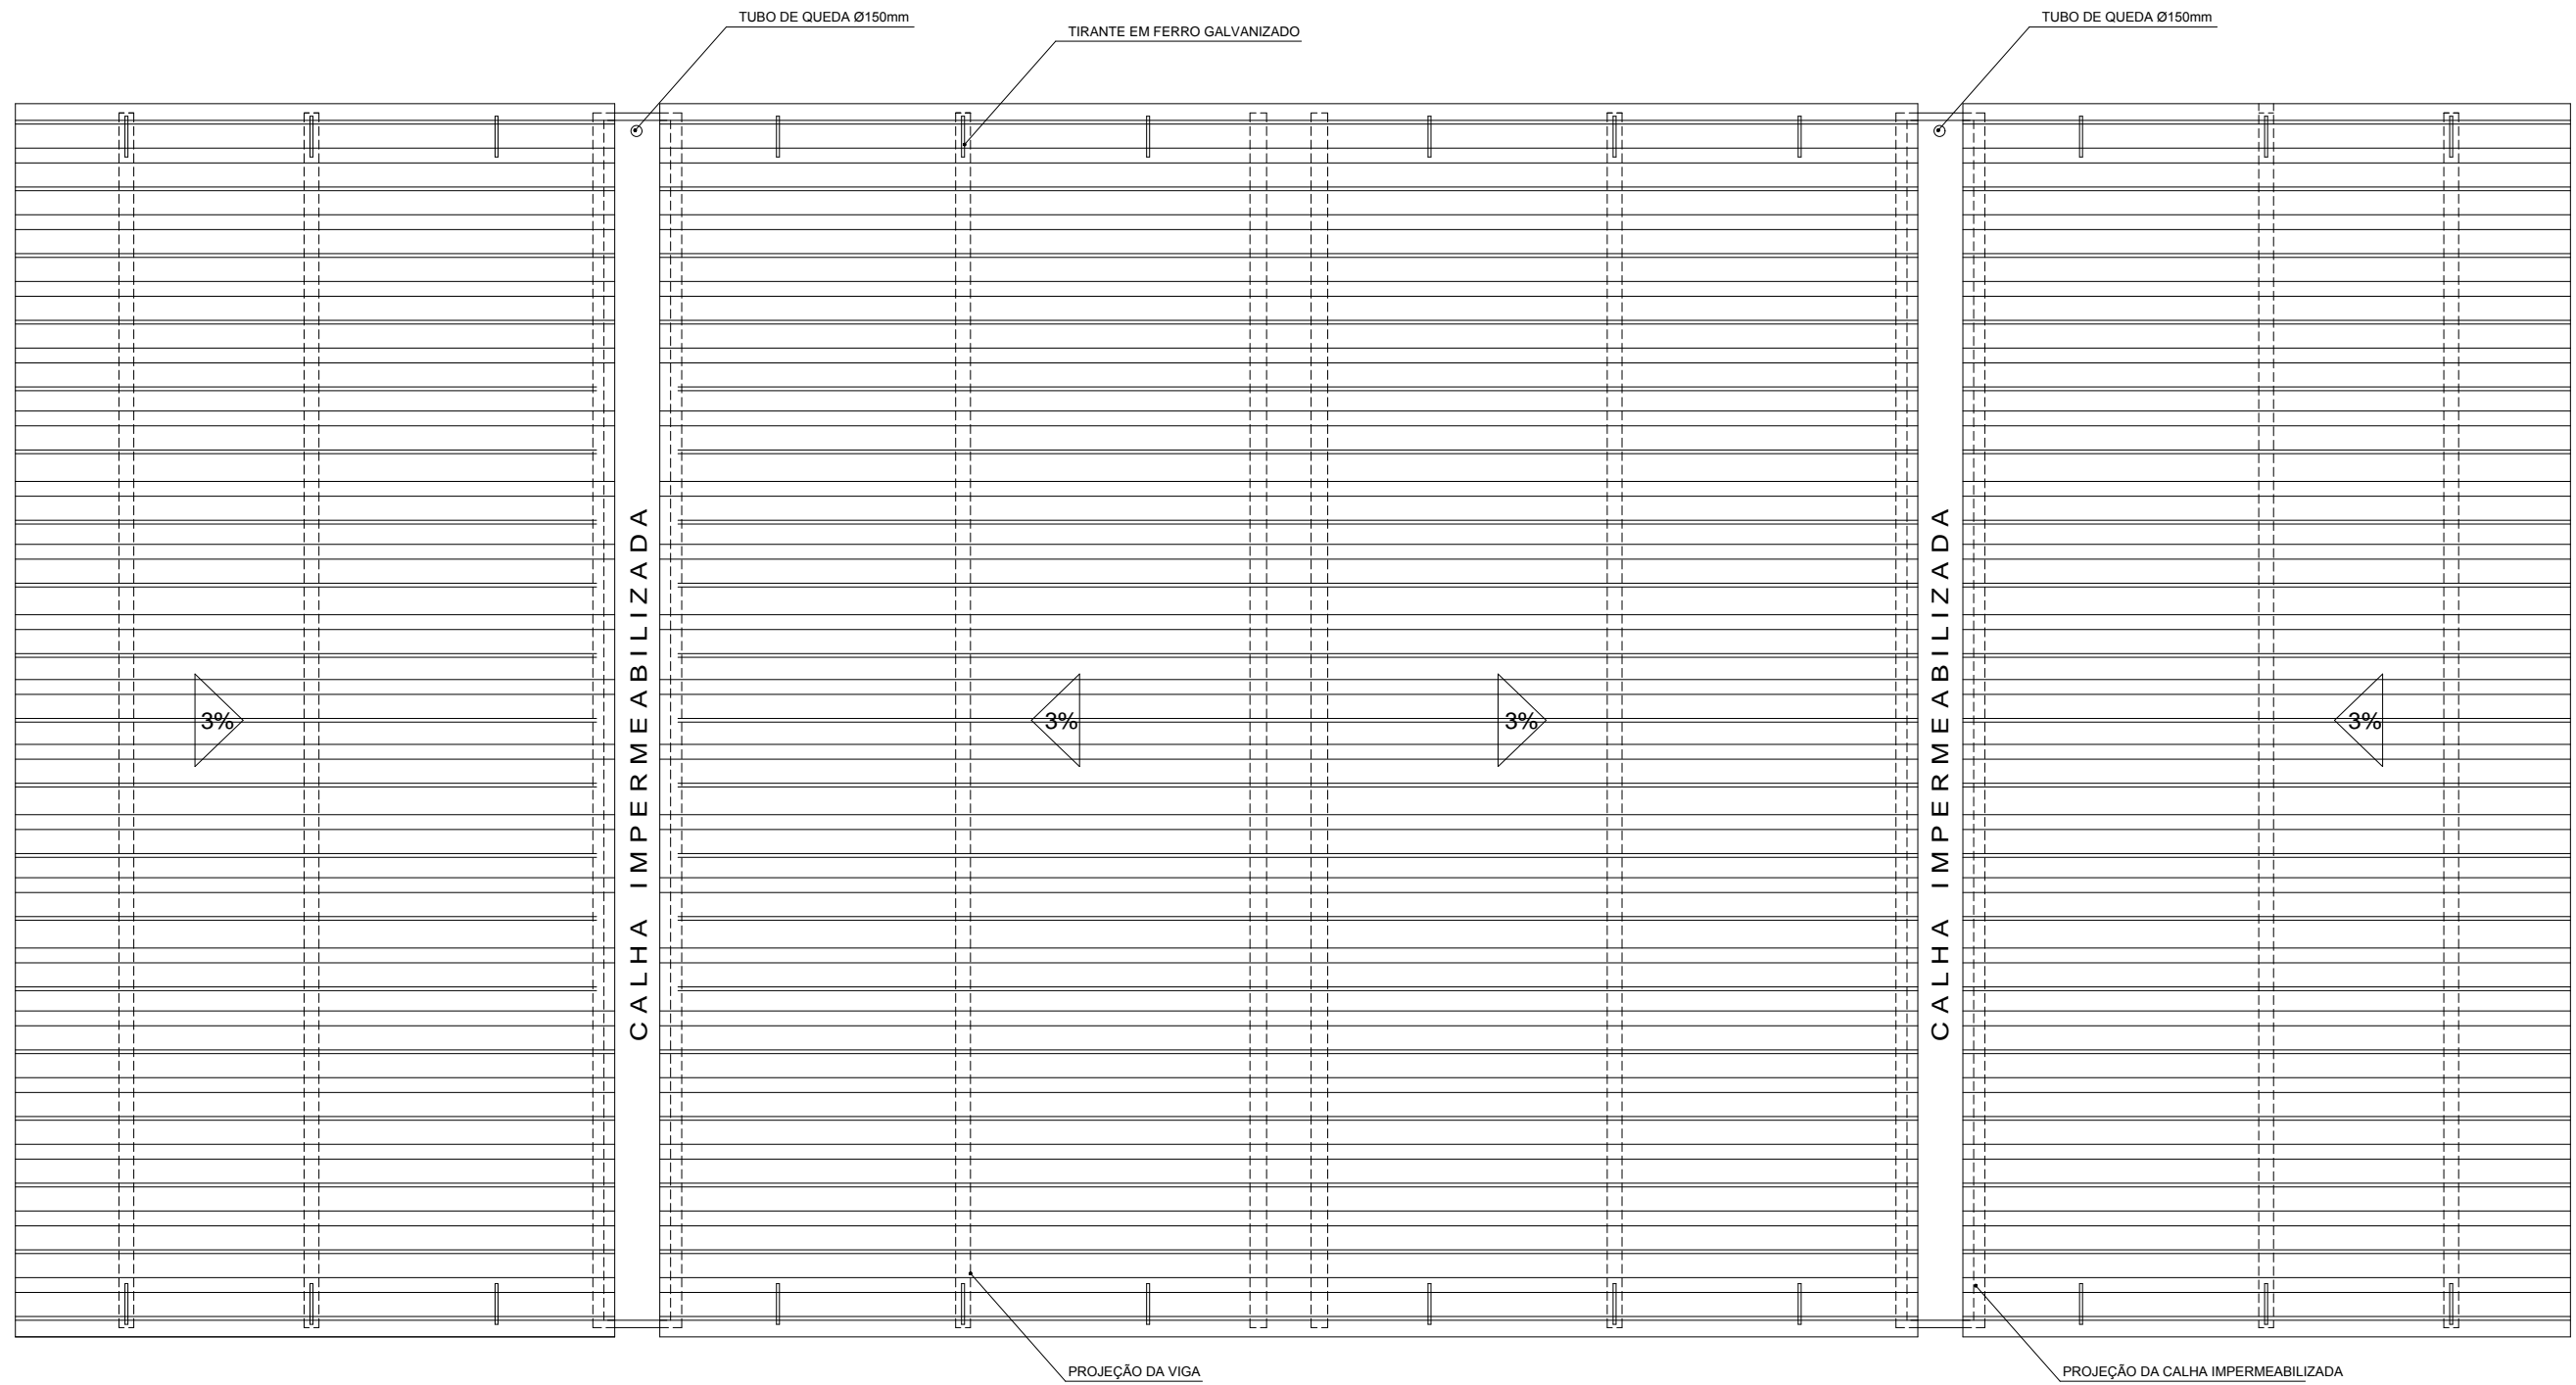 TUBO DE QUEDA Ø150mm
TUBO DE QUEDA Ø150mm
TIRANTE EM FERRO GALVANIZADO
CALHA IMPERMEABILIZADA
CALHA IMPERMEABILIZADA
3%
3%
3%
3%
PROJEÇÃO DA VIGA
PROJEÇÃO DA CALHA IMPERMEABILIZADA